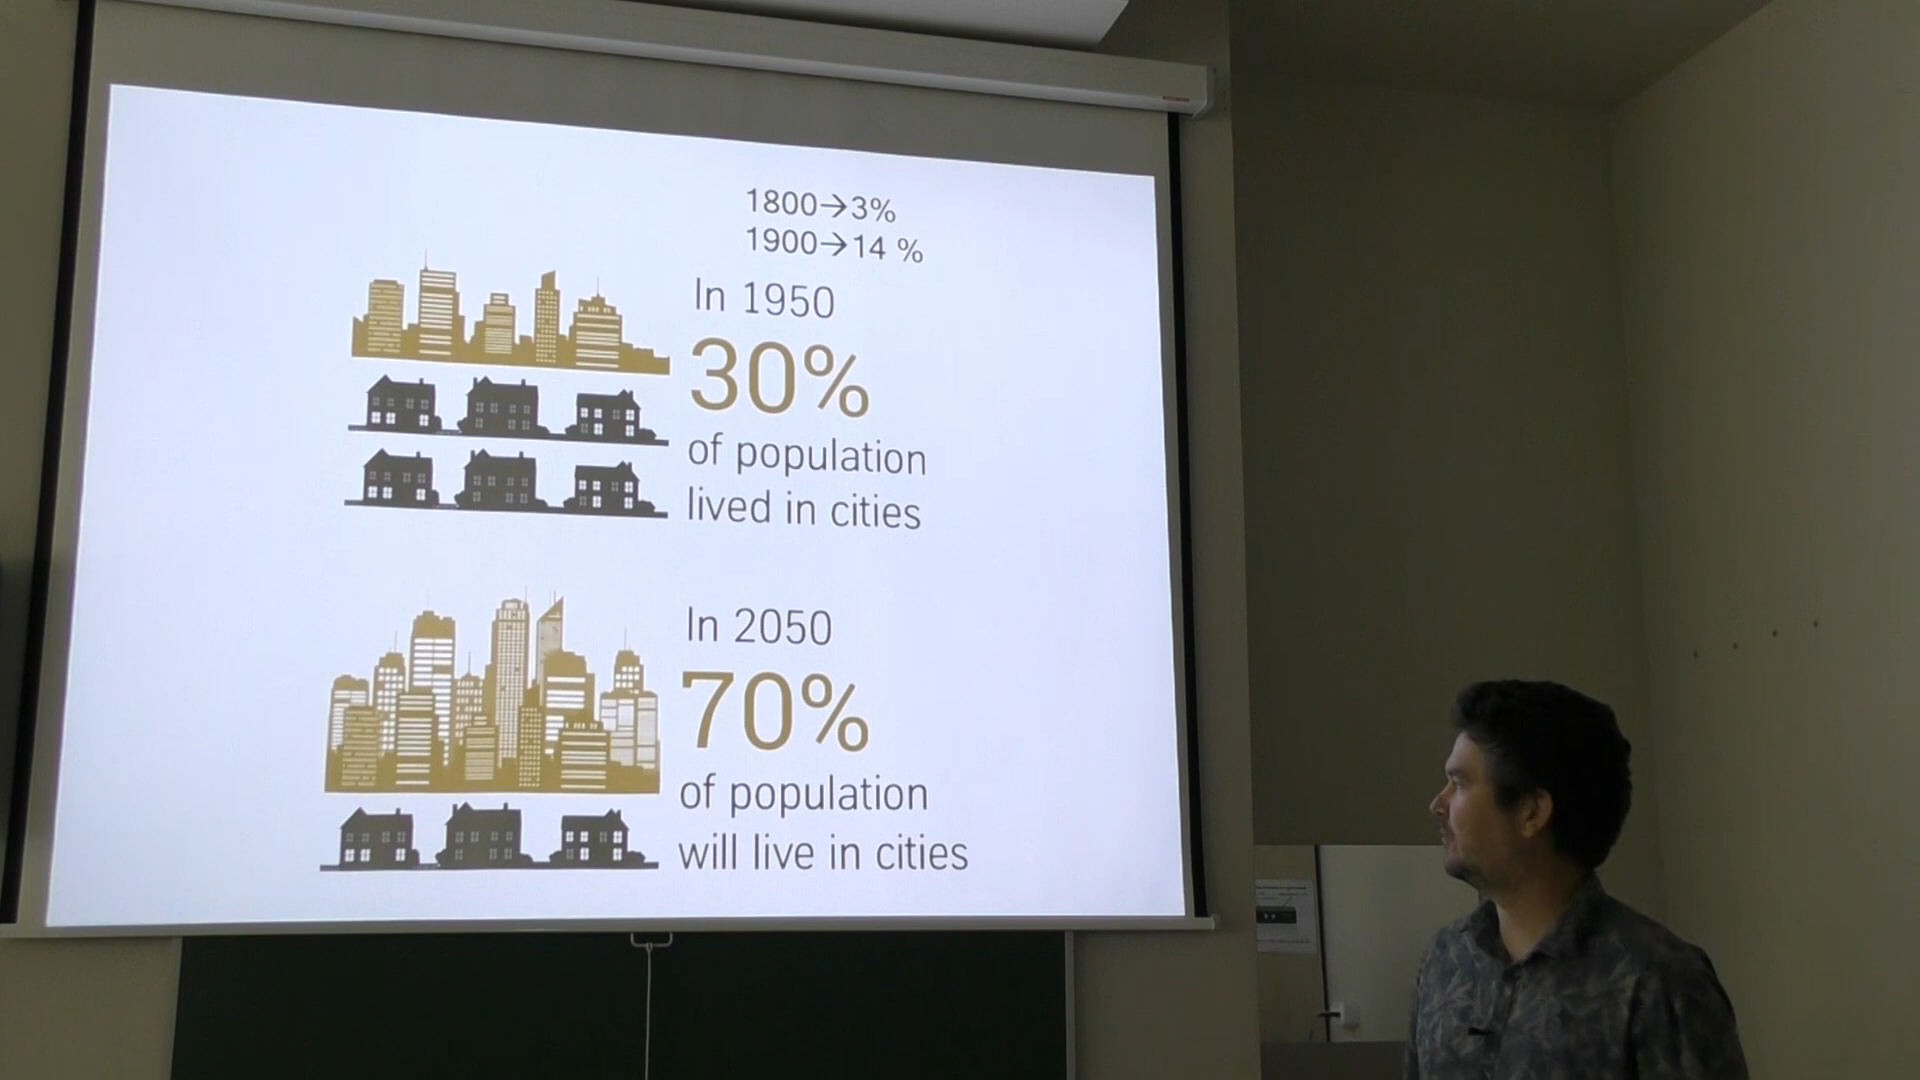 1800→3%
1900→14 %
In 1950
30%
of population
lived in cities
In 2050
70%
of population
will live in cities